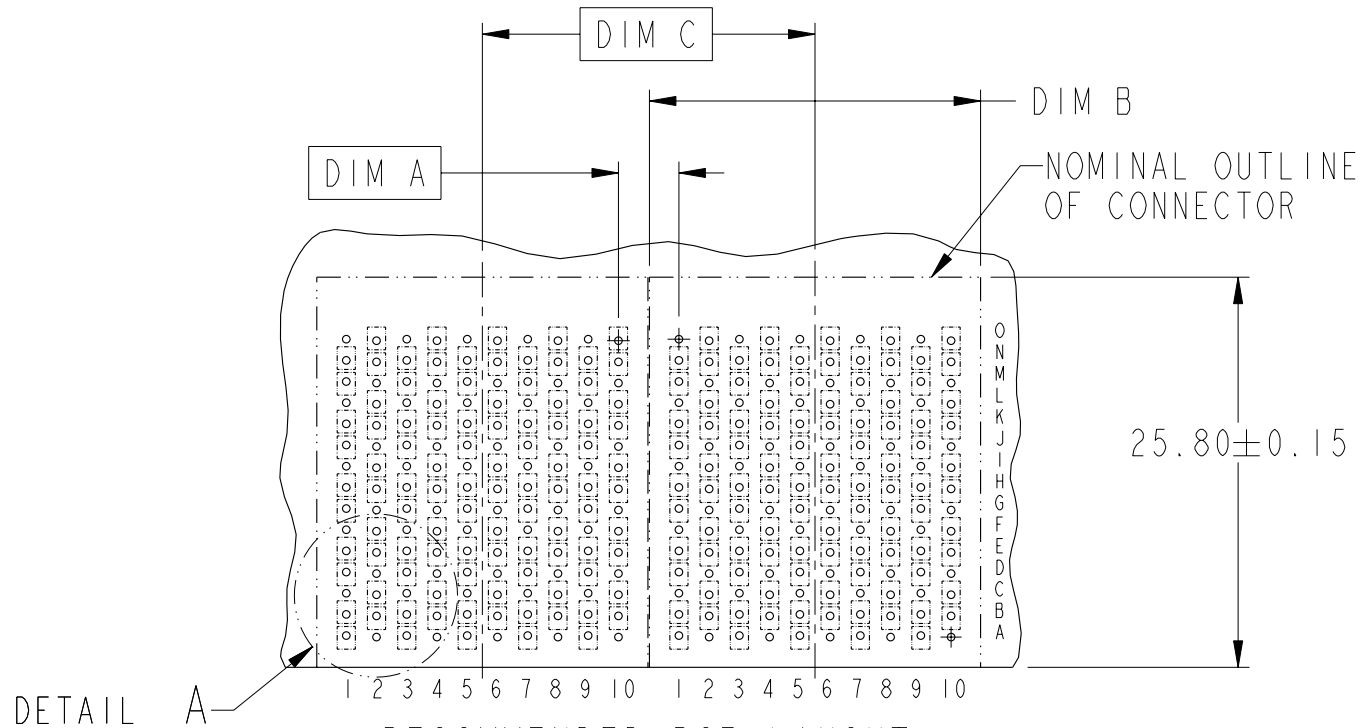 DIM C
DIM B
DIM A
NOMINAL OUTLINE
OF CONNECTOR
O
N
M
L
K
J
I
H
G
F
E
D
C
B
A
25.80±0.15
1 2 3 4 5 6 7 8 9 10 1 2 3 4 5 6 7 8 9 10
DETAIL A